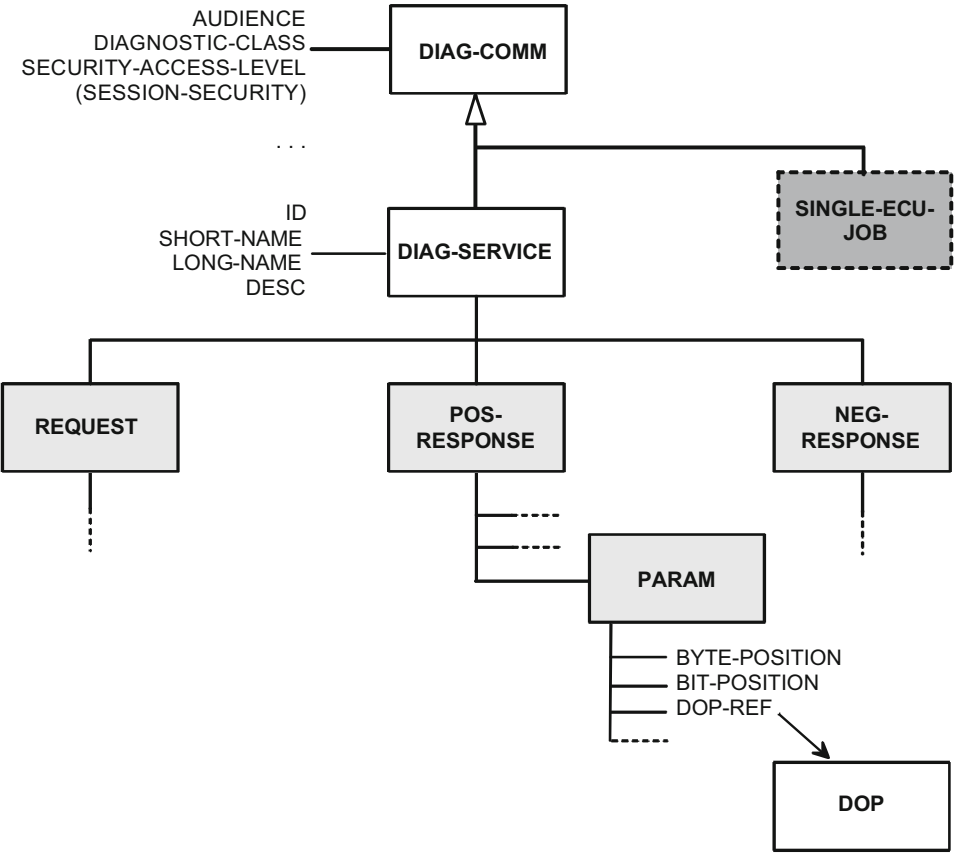 AUDIENCE
DIAGNOSTIC-CLASS
SECURITY-ACCESS-LEVEL
(SESSION-SECURITY)
. . .
DIAG-COMM
SINGLE-ECU-
JOB
ID
SHORT-NAME
LONG-NAME
DESC
DIAG-SERVICE
REQUEST
POS-
RESPONSE
NEG-
RESPONSE
PARAM
BYTE-POSITION
BIT-POSITION
DOP-REF
DOP